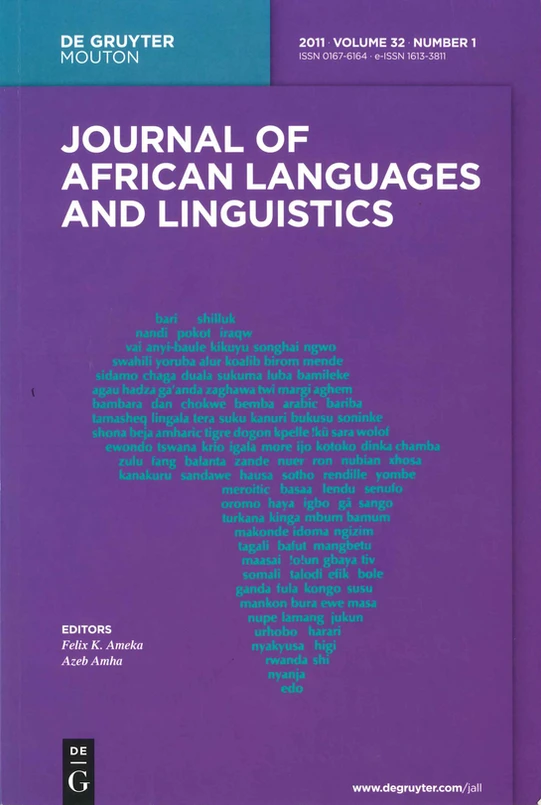 DE GRUYTER
MOUTON
2011 · VOLUME 32 · NUMBER 1
ISSN 0167-6164 · e-ISSN 1613-3811
JOURNAL OF
AFRICAN LANGUAGES
AND LINGUISTICS
bari shilluk
nandi pokot iraqw
vai anyi-baule kikuyu songhai ngwo
swahili yoruba afur koalib birom mende
sidamo chaga duala sukuma luba bamileke
agau hadza ga'anda zaghawa twi margi aghem
bambara dan chokwe bemba arabic bariba
tamasheq lingala tera suku kanuri bukusu soninke
shona beja amharic tigre dogon kpelle !kū sara wolof
ewondo tswana krio igala more ijo kotoko dinka chamba
zulu fang balanta zande nuer ron nubian xhosa
kanakuru sandawe hausa sotho rendille yombe
meroitic basaa lendu senufo
oromo haya igbo gã sango
turkana kinga mbum bamum
makonde idoma ngizim
tagali bafut mangbetu
maasai !o!un gbaya tiv
somali talodi efik bole
ganda fula kongo susu
mankon bura ewe masa
nupe lamang jukun
urhobo harari
nyakyusa higi
rwanda shi
nyanja
edo
EDITORS
Felix K. Ameka
Azeb Amha
DE
G
www.degruyter.com/jall